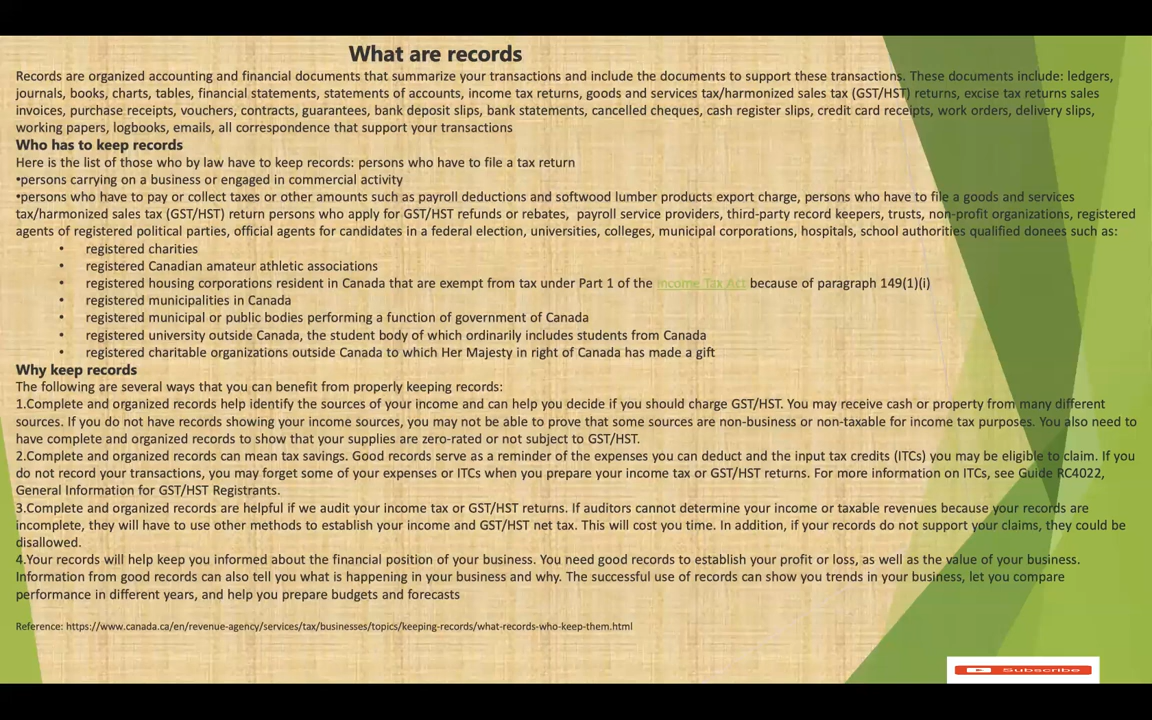 What are records
Records are organized accounting and financial documents that summarize your transactions and include the documents to support these transactions. These documents include: ledgers,
journals, books, charts, tables, financial statements, statements of accounts, income tax returns, goods and services tax/harmonized sales tax (GST/HST) returns, excise tax returns sales
invoices, purchase receipts, vouchers, contracts, guarantees, bank deposit slips, bank statements, cancelled cheques, cash register slips, credit card receipts, work orders, delivery slips,
working papers, logbooks, emails, all correspondence that support your transactions
Who has to keep records
Here is the list of those who by law have to keep records: persons who have to file a tax return
•persons carrying on a business or engaged in commercial activity
•persons who have to pay or collect taxes or other amounts such as payroll deductions and softwood lumber products export charge, persons who have to file a goods and services
tax/harmonized sales tax (GST/HST) return persons who apply for GST/HST refunds or rebates, payroll service providers, third-party record keepers, trusts, non-profit organizations, registered
agents of registered political parties, official agents for candidates in a federal election, universities, colleges, municipal corporations, hospitals, school authorities qualified donees such as:
• registered charities
• registered Canadian amateur athletic associations
• registered housing corporations resident in Canada that are exempt from tax under Part 1 of the Income Tax Act because of paragraph 149(1)(i)
• registered municipalities in Canada
• registered municipal or public bodies performing a function of government of Canada
• registered university outside Canada, the student body of which ordinarily includes students from Canada
• registered charitable organizations outside Canada to which Her Majesty in right of Canada has made a gift
Why keep records
The following are several ways that you can benefit from properly keeping records:
1.Complete and organized records help identify the sources of your income and can help you decide if you should charge GST/HST. You may receive cash or property from many different
sources. If you do not have records showing your income sources, you may not be able to prove that some sources are non-business or non-taxable for income tax purposes. You also need to
have complete and organized records to show that your supplies are zero-rated or not subject to GST/HST.
2.Complete and organized records can mean tax savings. Good records serve as a reminder of the expenses you can deduct and the input tax credits (ITCs) you may be eligible to claim. If you
do not record your transactions, you may forget some of your expenses or ITCs when you prepare your income tax or GST/HST returns. For more information on ITCs, see Guide RC4022,
General Information for GST/HST Registrants.
3.Complete and organized records are helpful if we audit your income tax or GST/HST returns. If auditors cannot determine your income or taxable revenues because your records are
incomplete, they will have to use other methods to establish your income and GST/HST net tax. This will cost you time. In addition, if your records do not support your claims, they could be
disallowed.
4.Your records will help keep you informed about the financial position of your business. You need good records to establish your profit or loss, as well as the value of your business.
Information from good records can also tell you what is happening in your business and why. The successful use of records can show you trends in your business, let you compare
performance in different years, and help you prepare budgets and forecasts
Reference: https://www.canada.ca/en/revenue-agency/services/tax/businesses/topics/keeping-records/what-records-who-keep-them.html
Subscribe